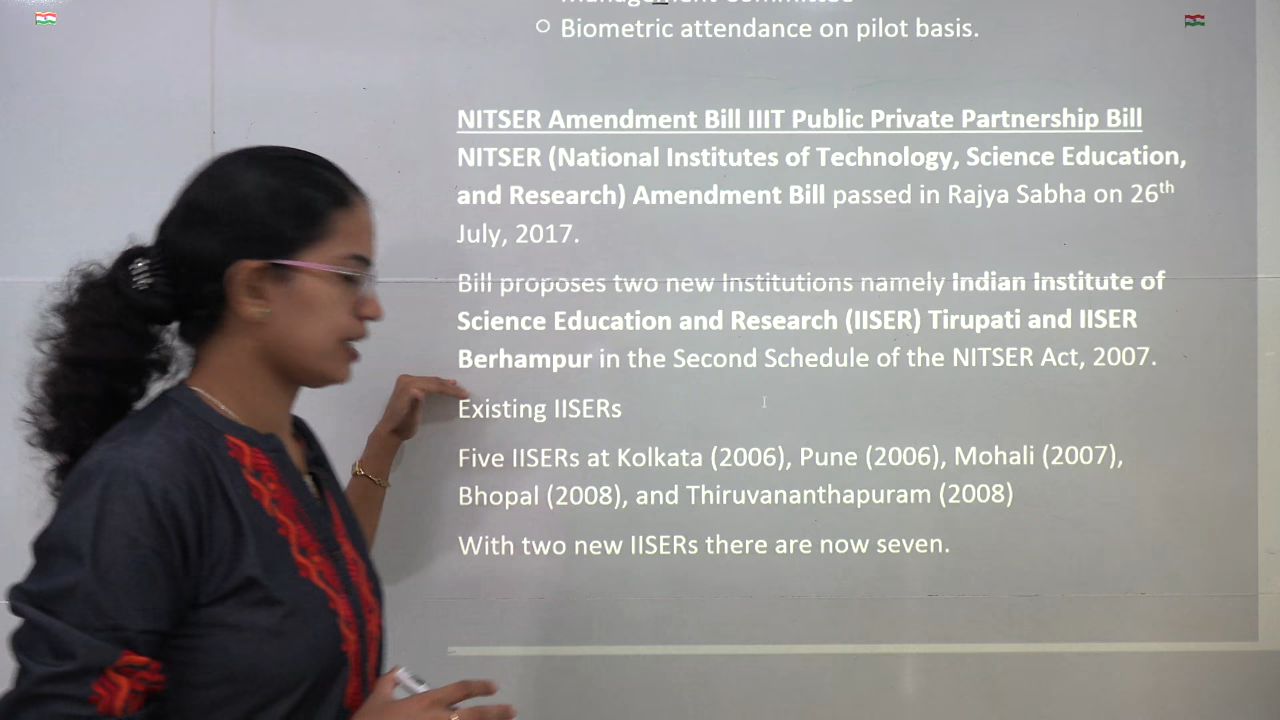 Management Committee
○ Biometric attendance on pilot basis.
NITSER Amendment Bill IIIT Public Private Partnership Bill
NITSER (National Institutes of Technology, Science Education,
and Research) Amendment Bill passed in Rajya Sabha on 26th
July, 2017.
Bill proposes two new Institutions namely Indian Institute of
Science Education and Research (IISER) Tirupati and IISER
Berhampur in the Second Schedule of the NITSER Act, 2007.
Existing IISERs
Five IISERs at Kolkata (2006), Pune (2006), Mohali (2007),
Bhopal (2008), and Thiruvananthapuram (2008)
With two new IISERs there are now seven.